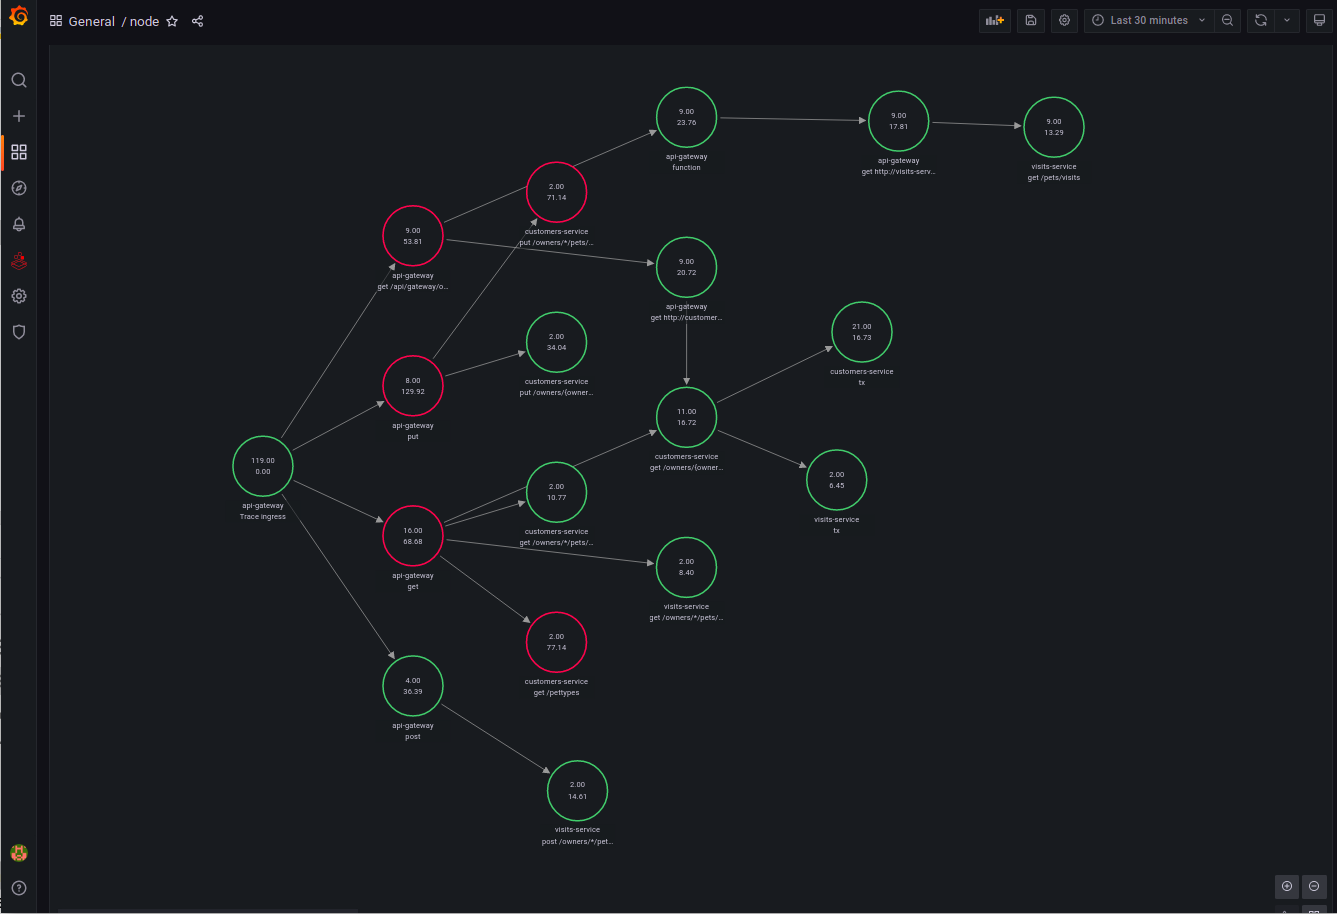 General / node
Last 30 minutes
9.00
23.76
api-gateway
function
9.00
17.81
api-gateway
get http://visits-serv...
9.00
13.29
visits-service
get /pets/visits
2.00
71.14
customers-service
put /owners/*/pets/...
9.00
53.81
api-gateway
get /api/gateway/o...
9.00
20.72
api-gateway
get http://customer...
2.00
34.04
customers-service
put /owners/{owner...
21.00
16.73
customers-service
tx
8.00
129.92
api-gateway
put
11.00
16.72
customers-service
get /owners/{owner...
119.00
0.00
api-gateway
Trace ingress
2.00
6.45
visits-service
tx
2.00
10.77
customers-service
get /owners/*/pets/...
16.00
68.68
api-gateway
get
2.00
8.40
visits-service
get /owners/*/pets/...
2.00
77.14
customers-service
get /pettypes
4.00
36.39
api-gateway
post
2.00
14.61
visits-service
post /owners/*/pet...